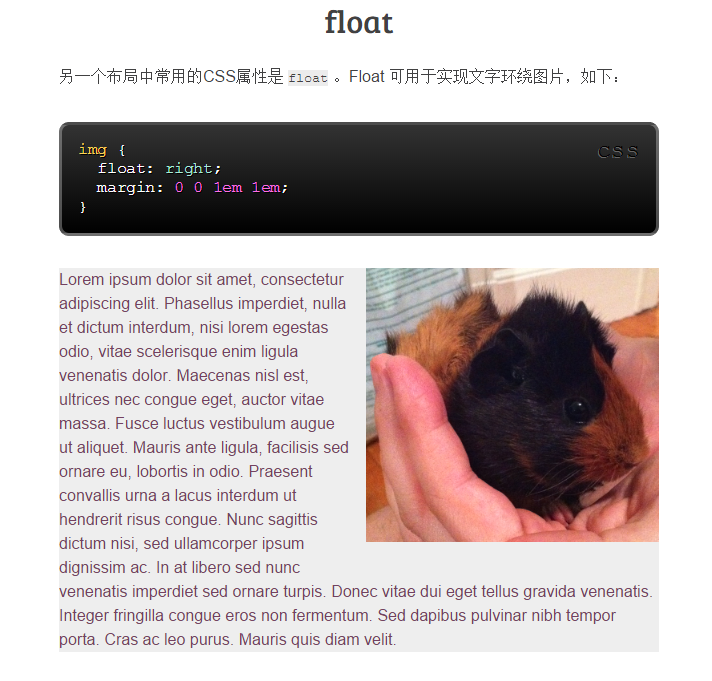 float
另一个布局中常用的CSS属性是 float 。Float 可用于实现文字环绕图片，如下：
CSS
img {
  float: right;
  margin: 0 0 1em 1em;
}
Lorem ipsum dolor sit amet, consectetur
adipiscing elit. Phasellus imperdiet, nulla
et dictum interdum, nisi lorem egestas
odio, vitae scelerisque enim ligula
venenatis dolor. Maecenas nisl est,
ultrices nec congue eget, auctor vitae
massa. Fusce luctus vestibulum augue
ut aliquet. Mauris ante ligula, facilisis sed
ornare eu, lobortis in odio. Praesent
convallis urna a lacus interdum ut
hendrerit risus congue. Nunc sagittis
dictum nisi, sed ullamcorper ipsum
dignissim ac. In at libero sed nunc
venenatis imperdiet sed ornare turpis. Donec vitae dui eget tellus gravida venenatis.
Integer fringilla congue eros non fermentum. Sed dapibus pulvinar nibh tempor
porta. Cras ac leo purus. Mauris quis diam velit.